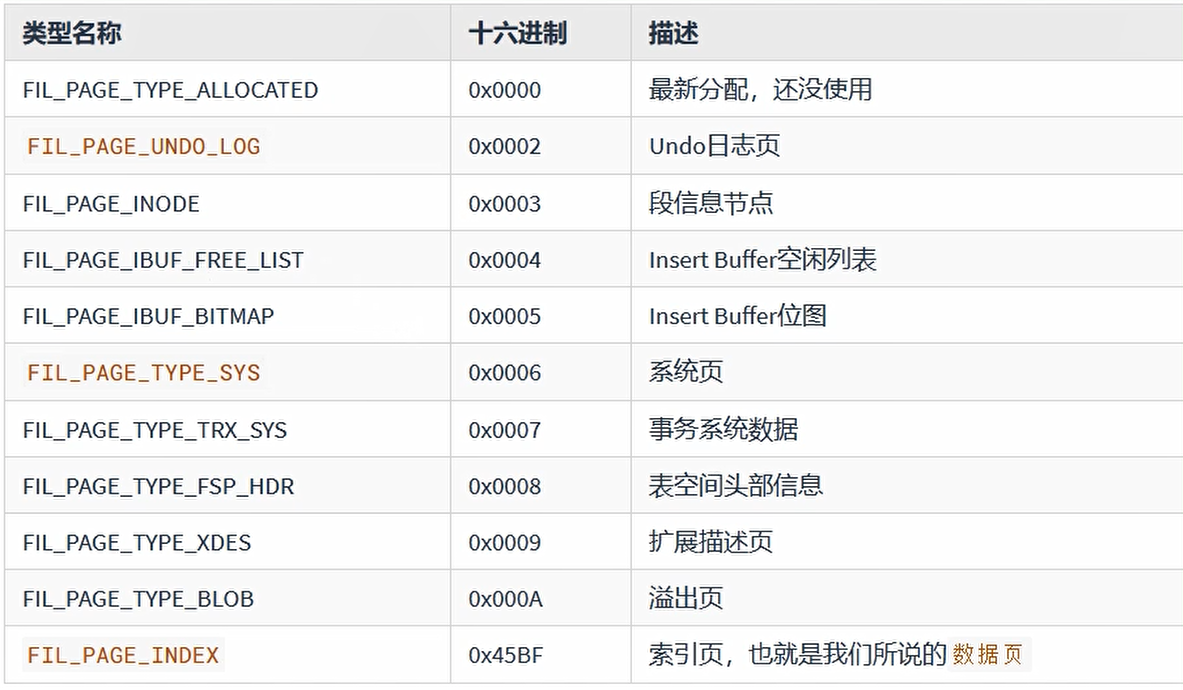 类型名称 十六进制 描述
FIL_PAGE_TYPE_ALLOCATED 0x0000 最新分配，还没使用
FIL_PAGE_UNDO_LOG 0x0002 Undo日志页
FIL_PAGE_INODE 0x0003 段信息节点
FIL_PAGE_IBUF_FREE_LIST 0x0004 Insert Buffer空闲列表
FIL_PAGE_IBUF_BITMAP 0x0005 Insert Buffer位图
FIL_PAGE_TYPE_SYS 0x0006 系统页
FIL_PAGE_TYPE_TRX_SYS 0x0007 事务系统数据
FIL_PAGE_TYPE_FSP_HDR 0x0008 表空间头部信息
FIL_PAGE_TYPE_XDES 0x0009 扩展描述页
FIL_PAGE_TYPE_BLOB 0x000A 溢出页
FIL_PAGE_INDEX 0x45BF 索引页，也就是我们所说的数据页